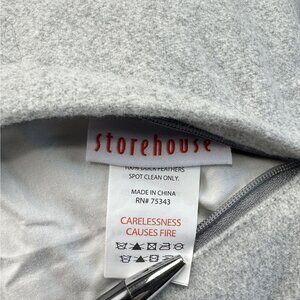 storehouse
100% DUCK FEATHERS
SPOT CLEAN ONLY.
MADE IN CHINA
RN# 75343
CARELESSNESS
CAUSES FIRE